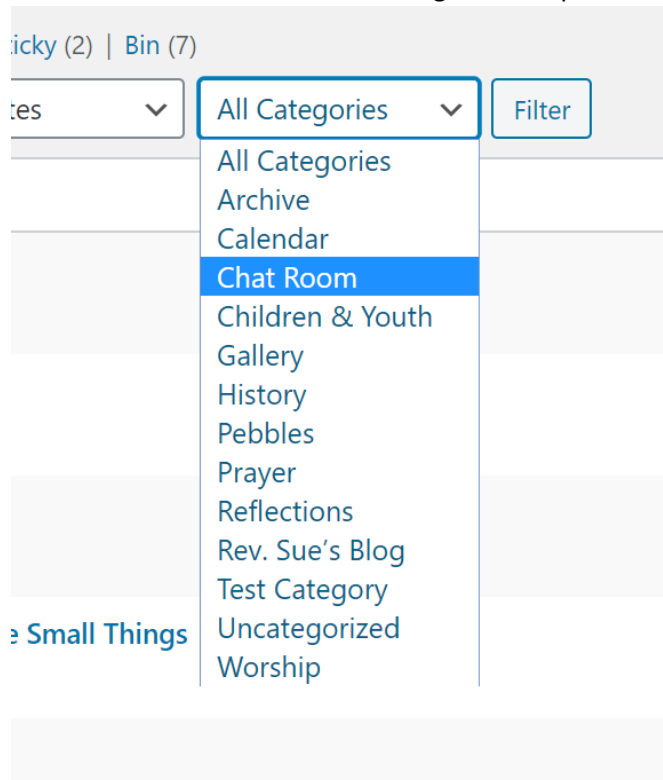 icky (2) | Bin (7)
tes All Categories Filter
All Categories
Archive
Calendar
Chat Room
Children & Youth
Gallery
History
Pebbles
Prayer
Reflections
Rev. Sue’s Blog
Test Category
Uncategorized
e Small Things
Worship